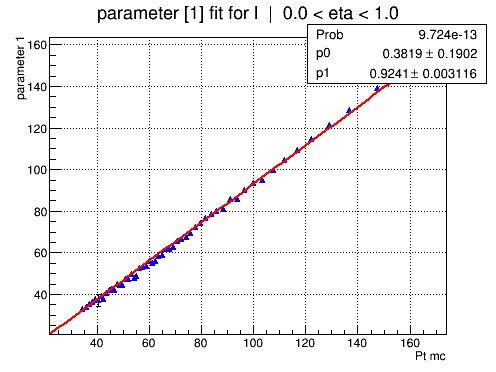 parameter [1] fit for l | 0.0 < eta < 1.0
Prob 9.724e-13
p0 0.3819 ± 0.1902
p1 0.9241 ± 0.003116
parameter 1
160
140
120
100
80
60
40
40 60 80 100 120 140 160
Pt mc